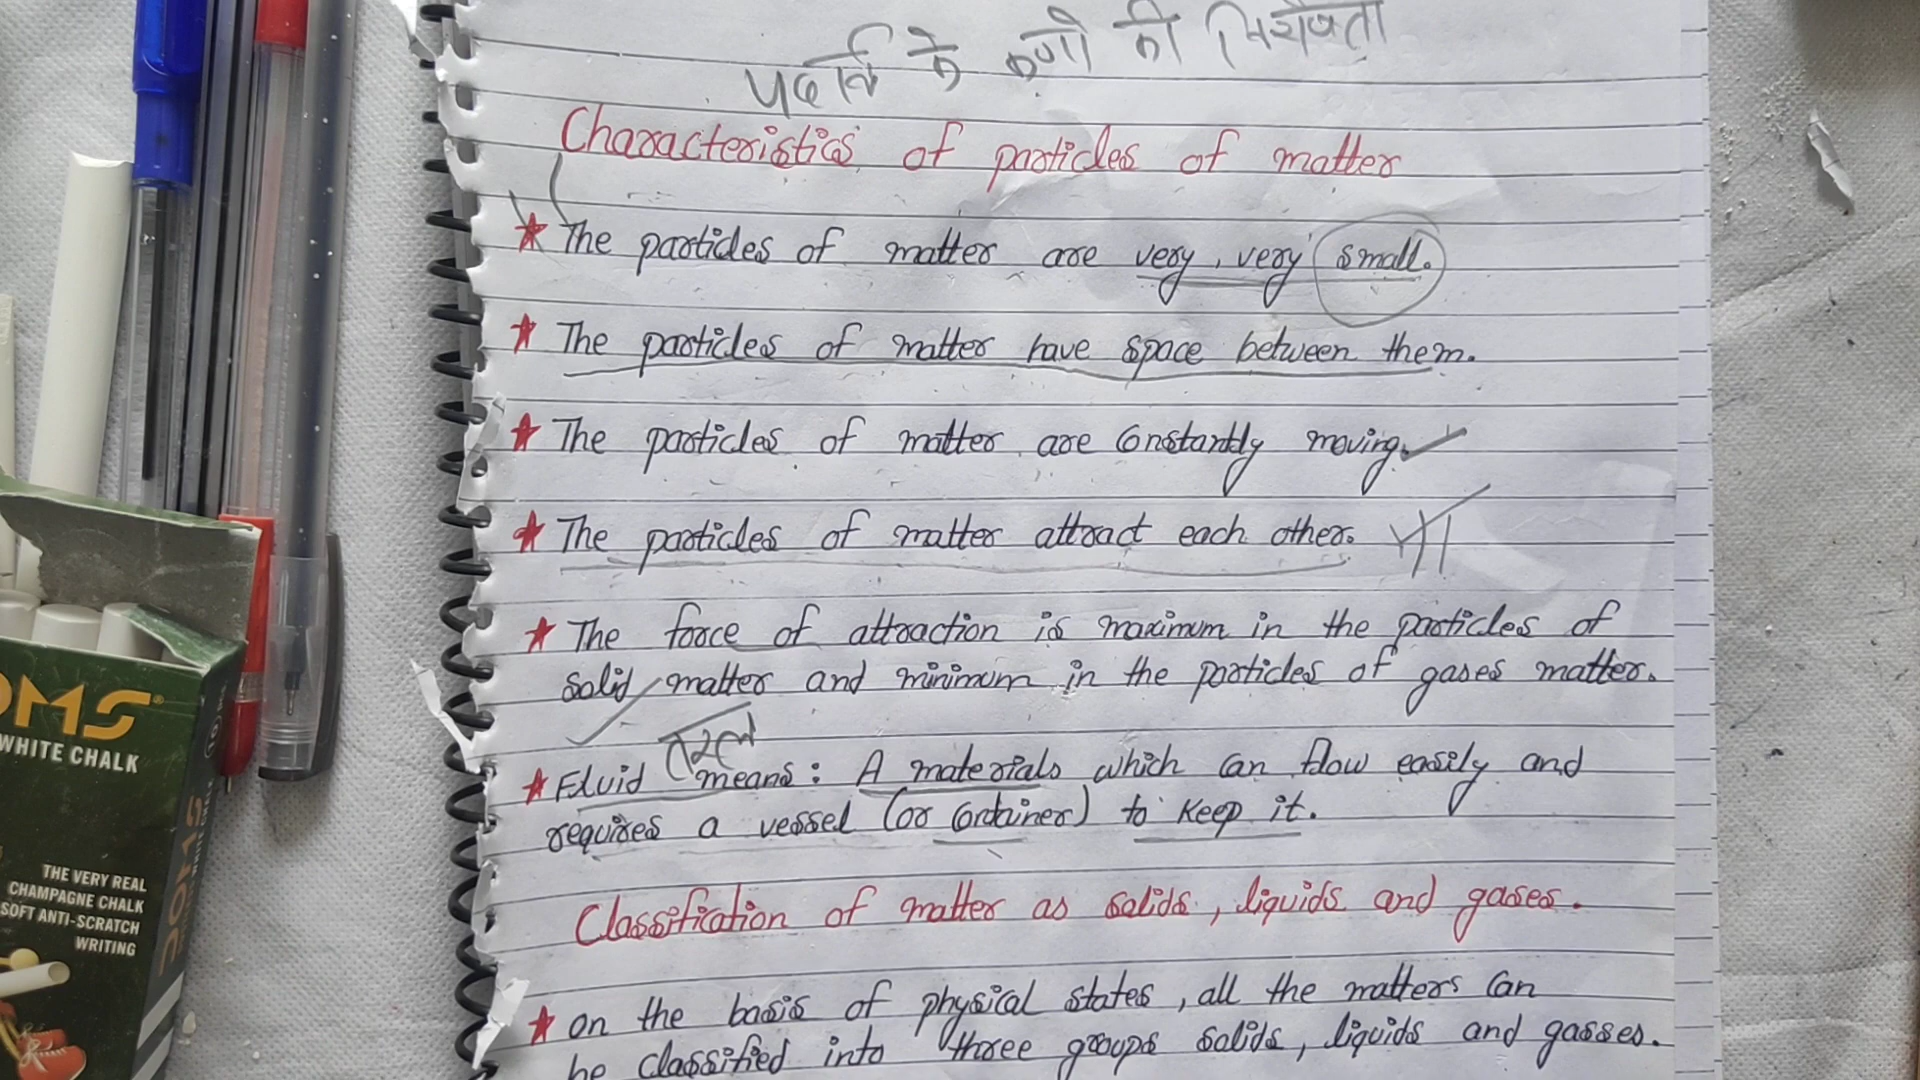 पदार्थ के कणो की विशेषता
Characteristics of particles of matter
★ The particles of matter are very, very small.
★ The particles of matter have space between them.
★ The particles of matter are constantly moving.
★ The particles of matter attract each other.
★ The force of attraction is maximum in the particles of
solid matter and minimum in the particles of gases matter.
तरल
★ Fluid means: A materials which can flow easily and
requires a vessel (or container) to keep it.
Classification of matter as solids, liquids and gases.
★ on the basis of physical states, all the matters can
be classified into three groups solids, liquids and gasses.
OMS
WHITE CHALK
THE VERY REAL
CHAMPAGNE CHALK
SOFT ANTI-SCRATCH
WRITING